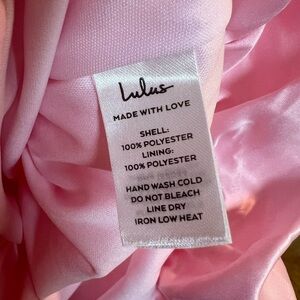 Lulus
MADE WITH LOVE
SHELL:
100% POLYESTER
LINING:
100% POLYESTER
HAND WASH COLD
DO NOT BLEACH
LINE DRY
IRON LOW HEAT